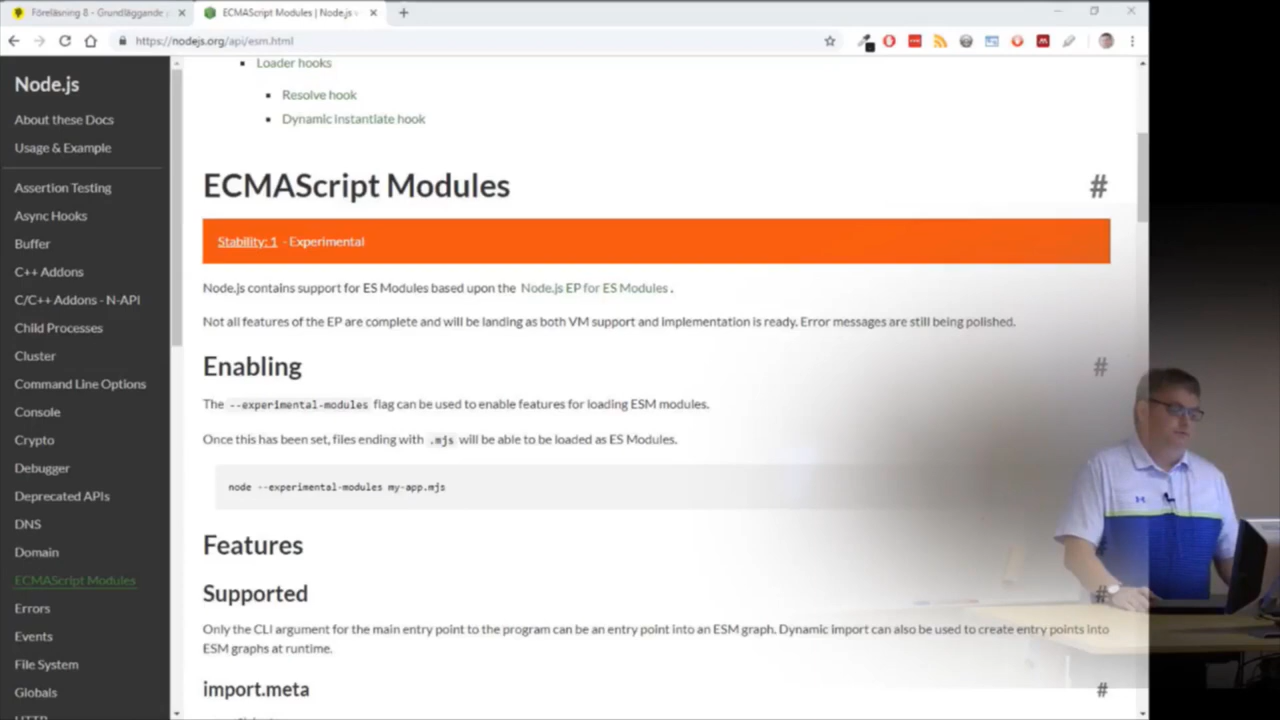 Föreläsning 8 - Grundläggande
ECMAScript Modules | Node.js
https://nodejs.org/api/esm.html
Node.js
About these Docs
Usage & Example
Assertion Testing
Async Hooks
Buffer
C++ Addons
C/C++ Addons - N-API
Child Processes
Cluster
Command Line Options
Console
Crypto
Debugger
Deprecated APIs
DNS
Domain
ECMAScript Modules
Errors
Events
File System
Globals
HTTP
Loader hooks
Resolve hook
Dynamic instantiate hook
ECMAScript Modules #
Stability: 1 - Experimental
Node.js contains support for ES Modules based upon the Node.js EP for ES Modules.
Not all features of the EP are complete and will be landing as both VM support and implementation is ready. Error messages are still being polished.
Enabling #
The --experimental-modules flag can be used to enable features for loading ESM modules.
Once this has been set, files ending with .mjs will be able to be loaded as ES Modules.
node --experimental-modules my-app.mjs
Features
Supported #
Only the CLI argument for the main entry point to the program can be an entry point into an ESM graph. Dynamic import can also be used to create entry points into
ESM graphs at runtime.
import.meta #